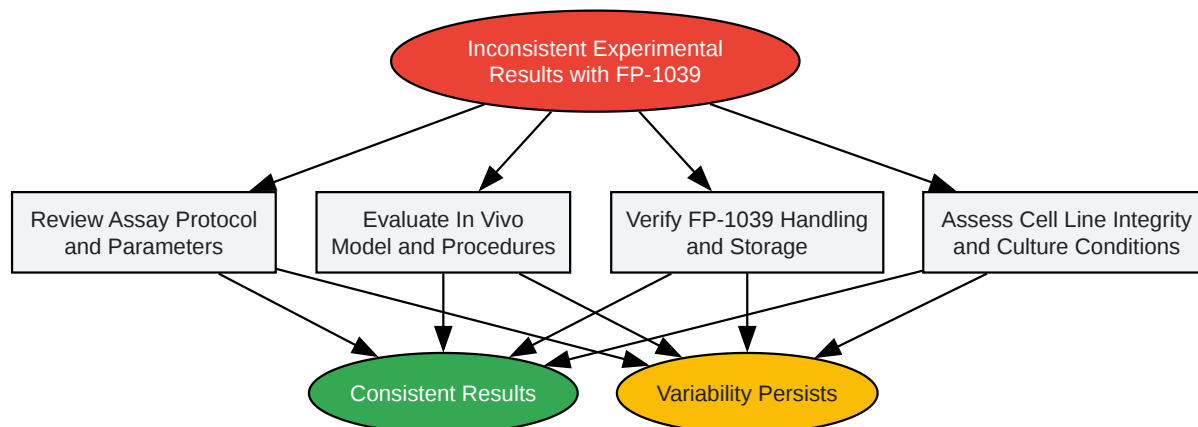 Inconsistent Experimental
Results with FP-1039
Review Assay Protocol
and Parameters
Evaluate In Vivo
Model and Procedures
Verify FP-1039 Handling
and Storage
Assess Cell Line Integrity
and Culture Conditions
Consistent Results
Variability Persists